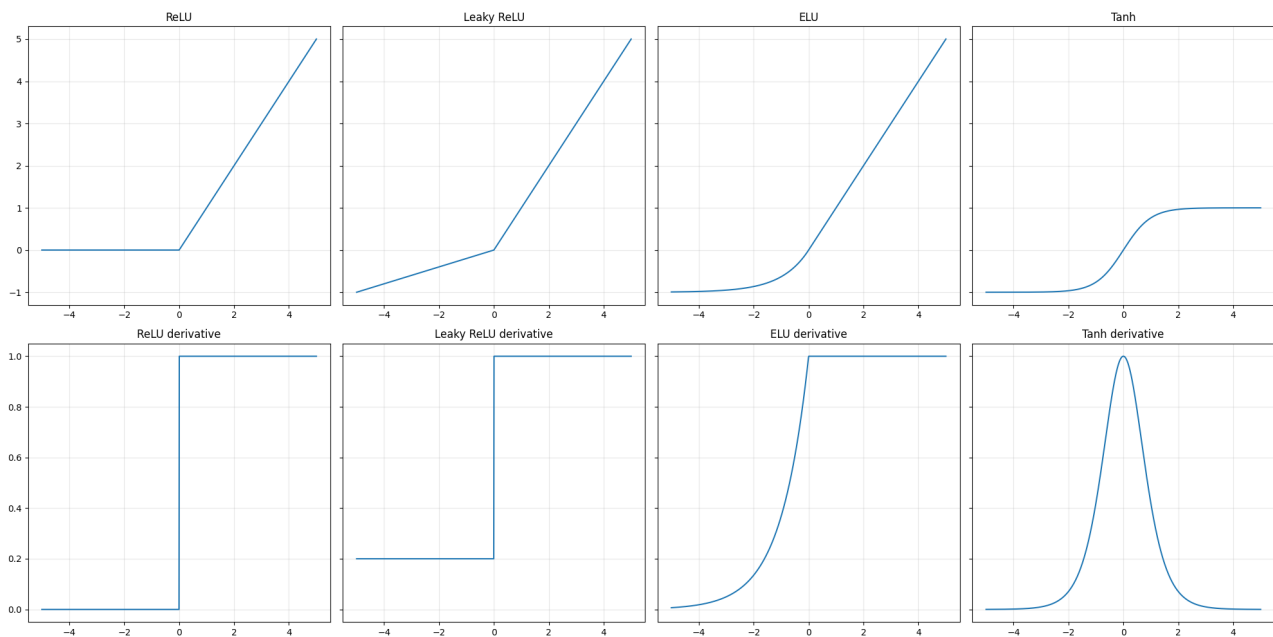 ReLU
Leaky ReLU
ELU
Tanh
5
4
3
2
1
0
−1
−4 −2 0 2 4
−4 −2 0 2 4
−4 −2 0 2 4
−4 −2 0 2 4
ReLU derivative
Leaky ReLU derivative
ELU derivative
Tanh derivative
1.0
0.8
0.6
0.4
0.2
0.0
−4 −2 0 2 4
−4 −2 0 2 4
−4 −2 0 2 4
−4 −2 0 2 4